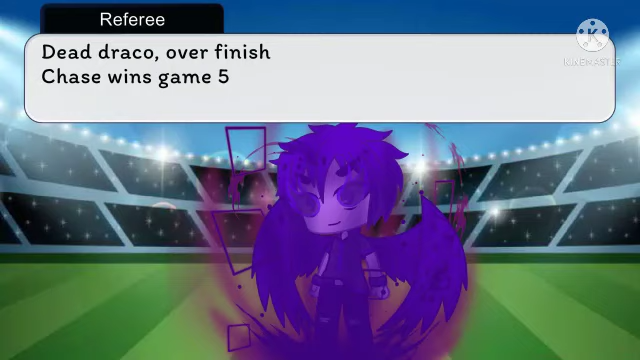 Referee
Dead draco, over finish
Chase wins game 5
K
KINEMASTER